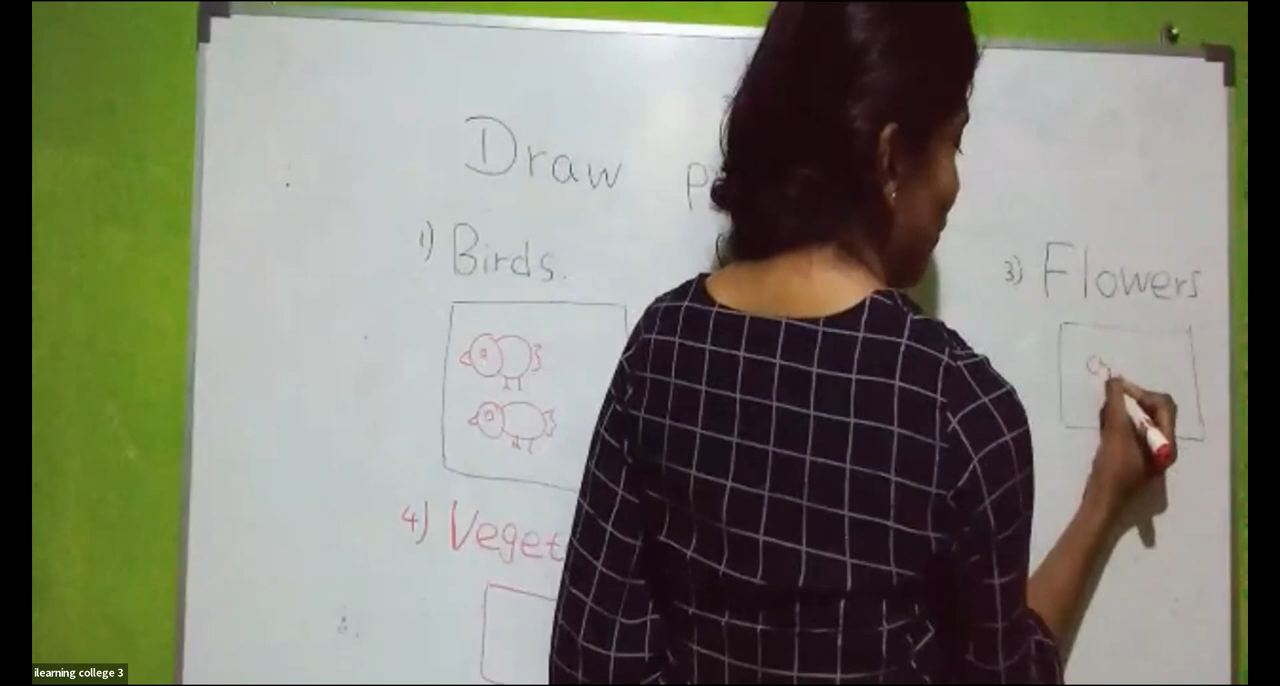 Draw
1) Birds.
3) Flowers
4) Veget
ilearning college 3